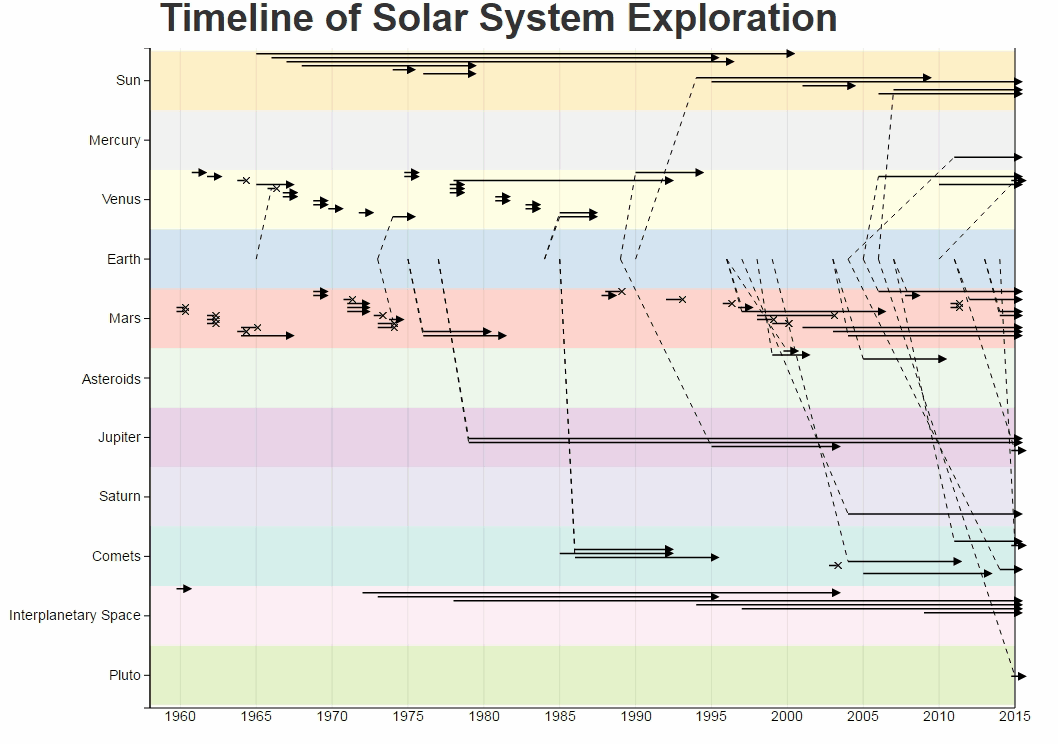 Timeline of Solar System Exploration
Sun
Mercury
Venus
Earth
Mars
Asteroids
Jupiter
Saturn
Comets
Interplanetary Space
Pluto
1960 1965 1970 1975 1980 1985 1990 1995 2000 2005 2010 2015